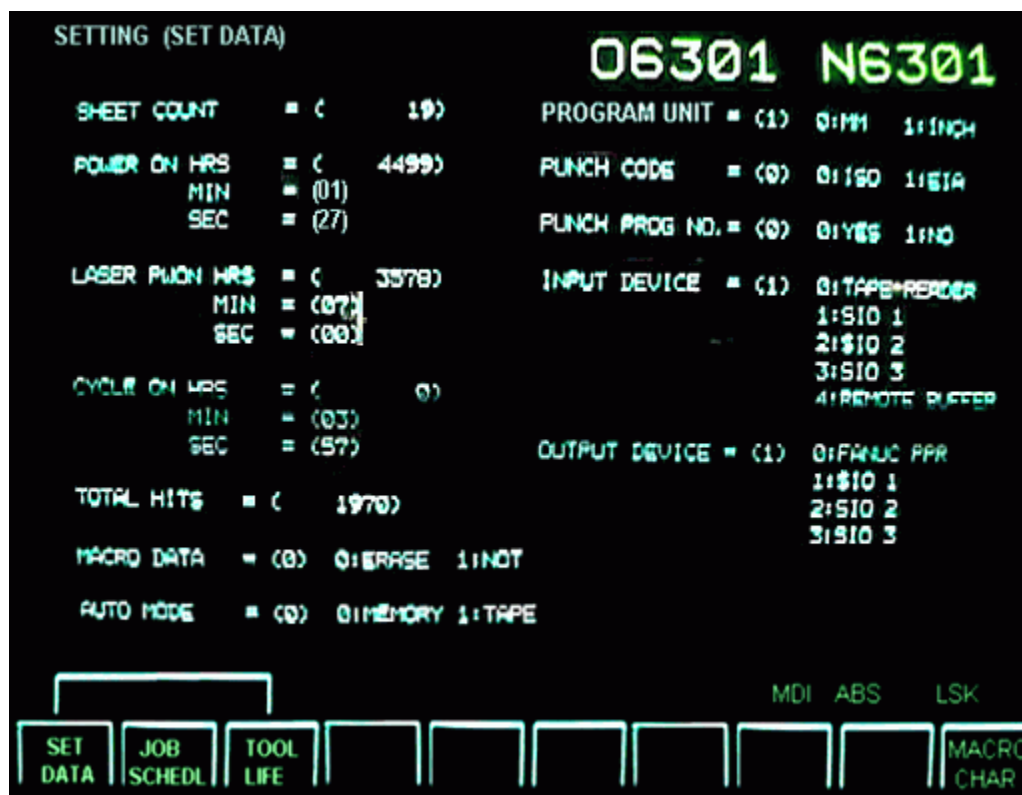 SETTING (SET DATA)
O6301 N6301
SHEET COUNT = ( 19)
POWER ON HRS = ( 4499)
MIN = (01)
SEC = (27)
LASER PWON HRS = ( 3578)
MIN = (07)
SEC = (00)
CYCLE ON HRS = ( 0)
MIN = (03)
SEC = (57)
TOTAL HITS = ( 1970)
MACRO DATA = (0) 0:ERASE 1:NOT
AUTO MODE = (0) 0:MEMORY 1:TAPE
PROGRAM UNIT = (1) 0:MM 1:INCH
PUNCH CODE = (0) 0:ISO 1:EIA
PUNCH PROG NO. = (0) 0:YES 1:NO
INPUT DEVICE = (1) 0:TAPE-READER
1:SIO 1
2:SIO 2
3:SIO 3
4:REMOTE BUFFER
OUTPUT DEVICE = (1) 0:FANUC PPR
1:SIO 1
2:SIO 2
3:SIO 3
MDI ABS LSK
SET DATA
JOB SCHEDL
TOOL LIFE
MACRO CHAR